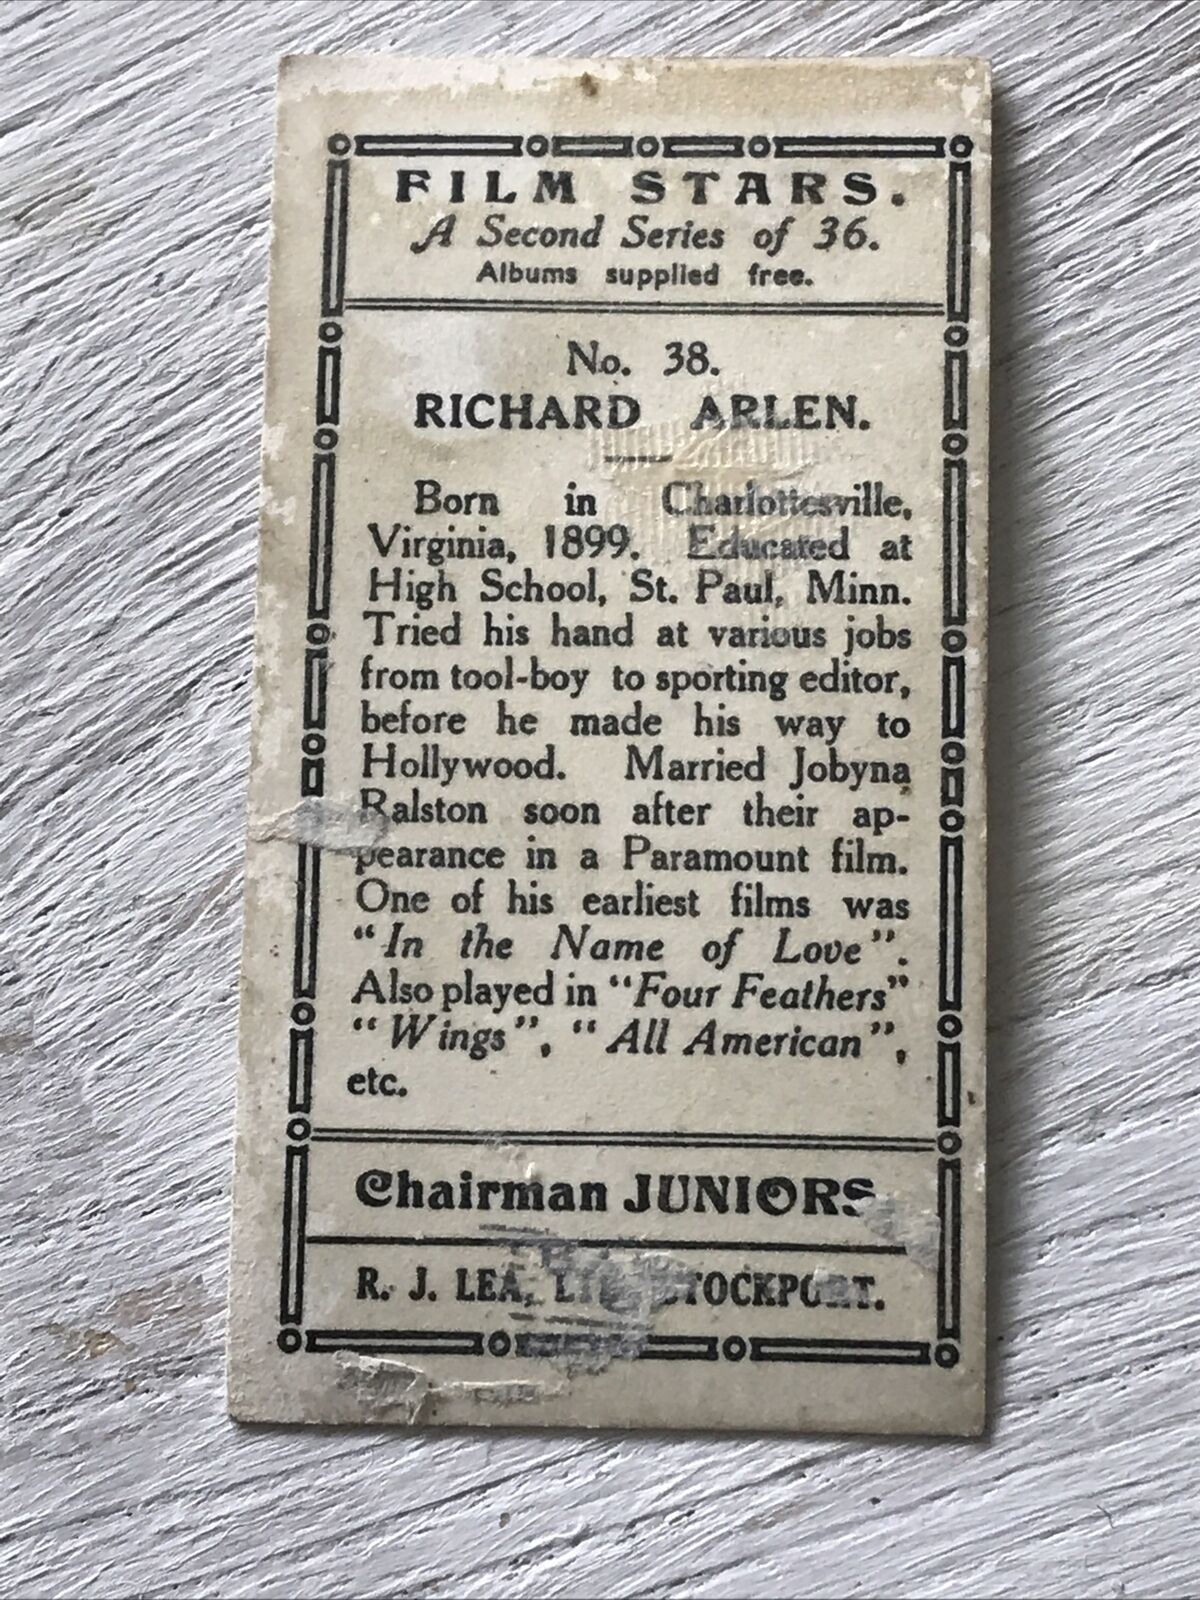 FILM STARS.
A Second Series of 36.
Albums supplied free.
No. 38.
RICHARD ARLEN.
Born in Charlottesville,
Virginia, 1899. Educated at
High School, St. Paul, Minn.
Tried his hand at various jobs
from tool-boy to sporting editor,
before he made his way to
Hollywood. Married Jobyna
Ralston soon after their ap-
pearance in a Paramount film.
One of his earliest films was
"In the Name of Love".
Also played in "Four Feathers"
"Wings", "All American",
etc.
Chairman JUNIORS
R. J. LEA, LTD. STOCKPORT.